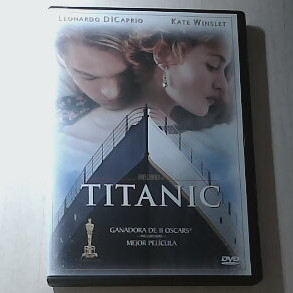 LEONARDO DICAPRIO KATE WINSLET
TITANIC
GANADORA DE 11 OSCARS®
MEJOR PELÍCULA
DVD